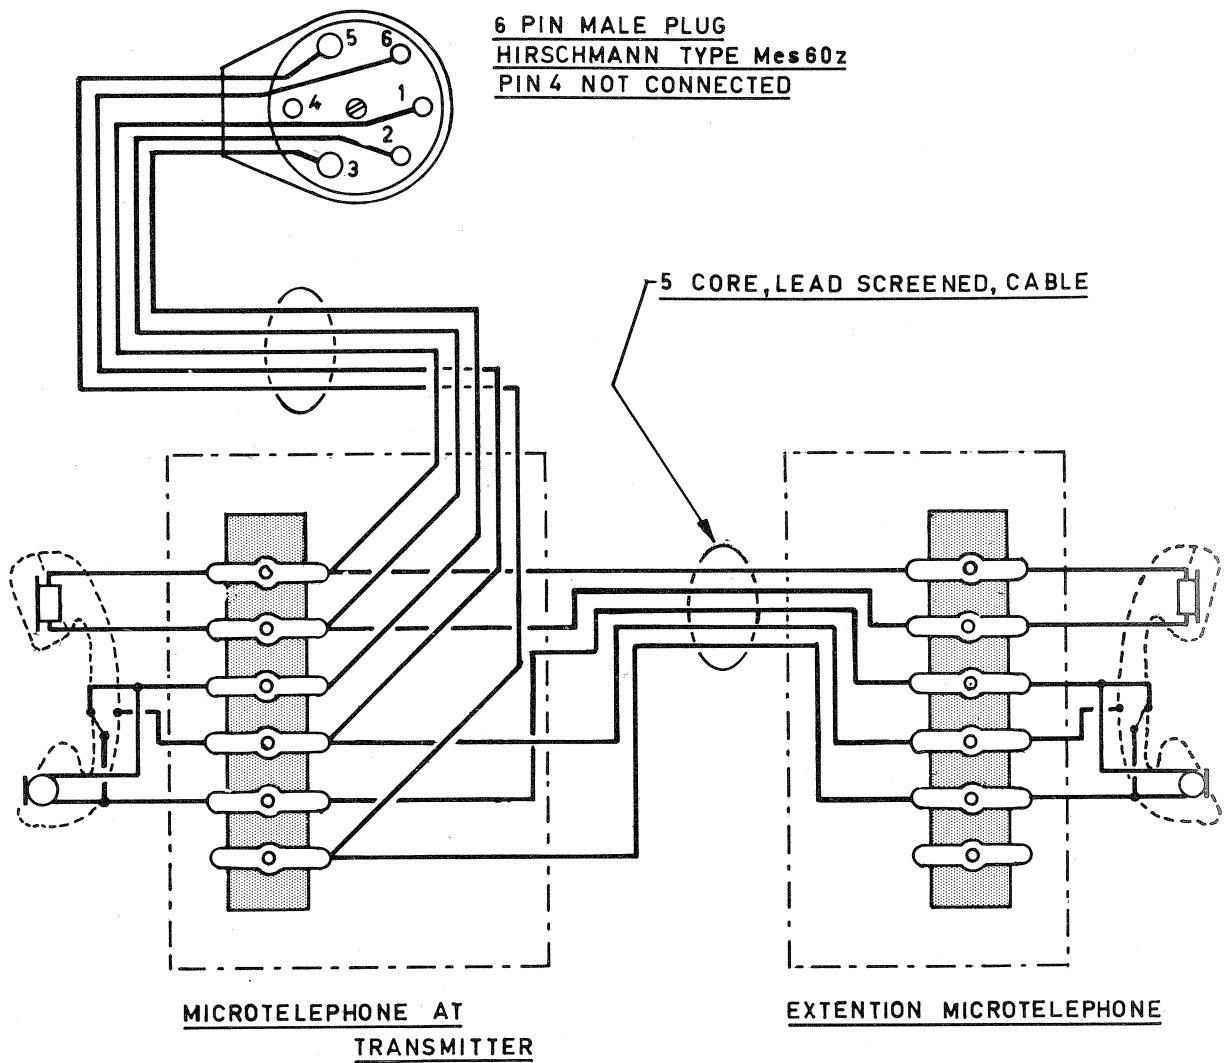 6 PIN MALE PLUG
HIRSCHMANN TYPE Mes60z
PIN 4 NOT CONNECTED
5
6
4
1
2
3
5 CORE, LEAD SCREENED, CABLE
MICROTELEPHONE AT
TRANSMITTER
EXTENTION MICROTELEPHONE